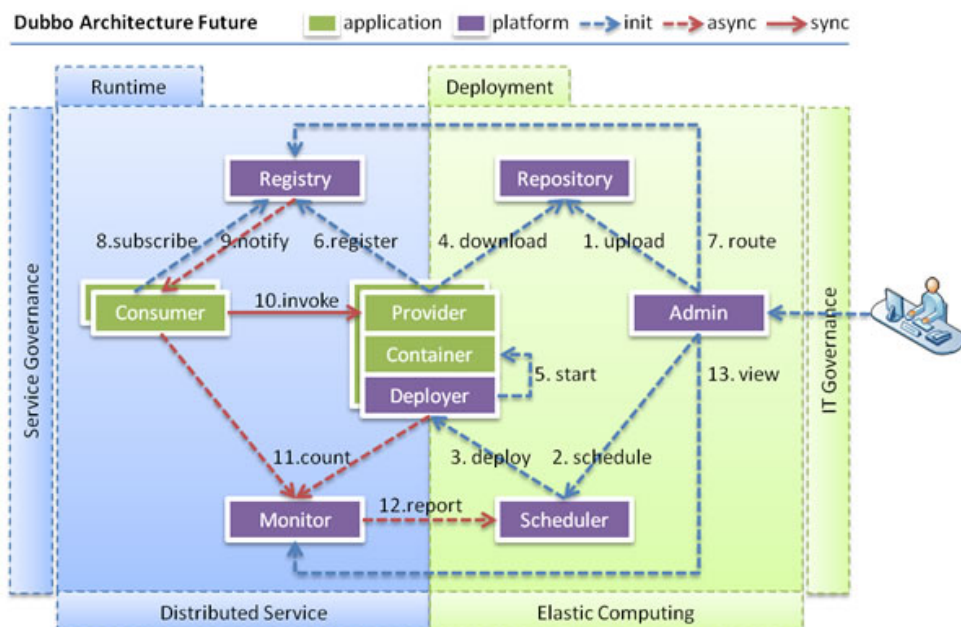 Dubbo Architecture Future
application
platform
init
async
sync
Runtime
Deployment
Service Governance
IT Governance
Registry
Repository
8.subscribe
9.notify
6.register
4. download
1. upload
7. route
Consumer
10.invoke
Provider
Admin
Container
Deployer
5. start
13. view
11.count
3. deploy
2. schedule
Monitor
12.report
Scheduler
Distributed Service
Elastic Computing